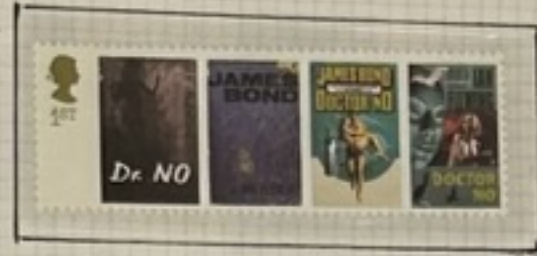 1ST
Dr. NO
JAMES
BOND
JAMES BOND
DOCTOR NO
DOCTOR
NO